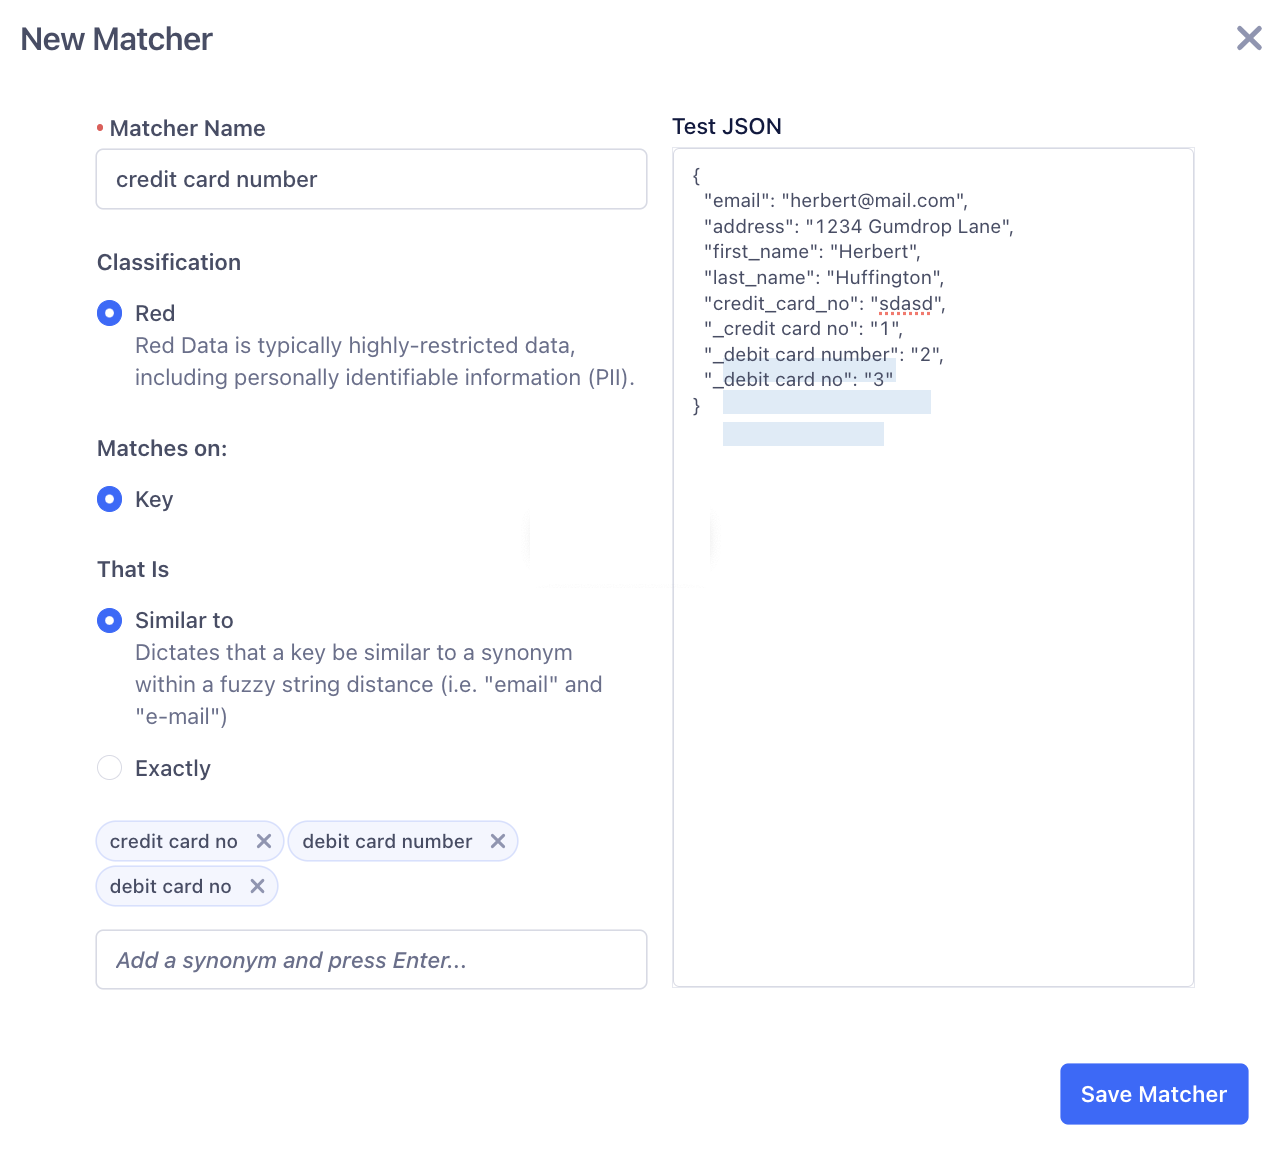 New Matcher
• Matcher Name
credit card number
Classification
Red
Red Data is typically highly-restricted data,
including personally identifiable information (PII).
Matches on:
Key
That Is
Similar to
Dictates that a key be similar to a synonym
within a fuzzy string distance (i.e. "email" and
"e-mail")
Exactly
credit card no
debit card number
debit card no
Add a synonym and press Enter...
Test JSON
{
"email": "herbert@mail.com",
"address": "1234 Gumdrop Lane",
"first_name": "Herbert",
"last_name": "Huffington",
"credit_card_no": "sdasd",
"_credit card no": "1",
"_debit card number": "2",
"_debit card no": "3"
}
Save Matcher